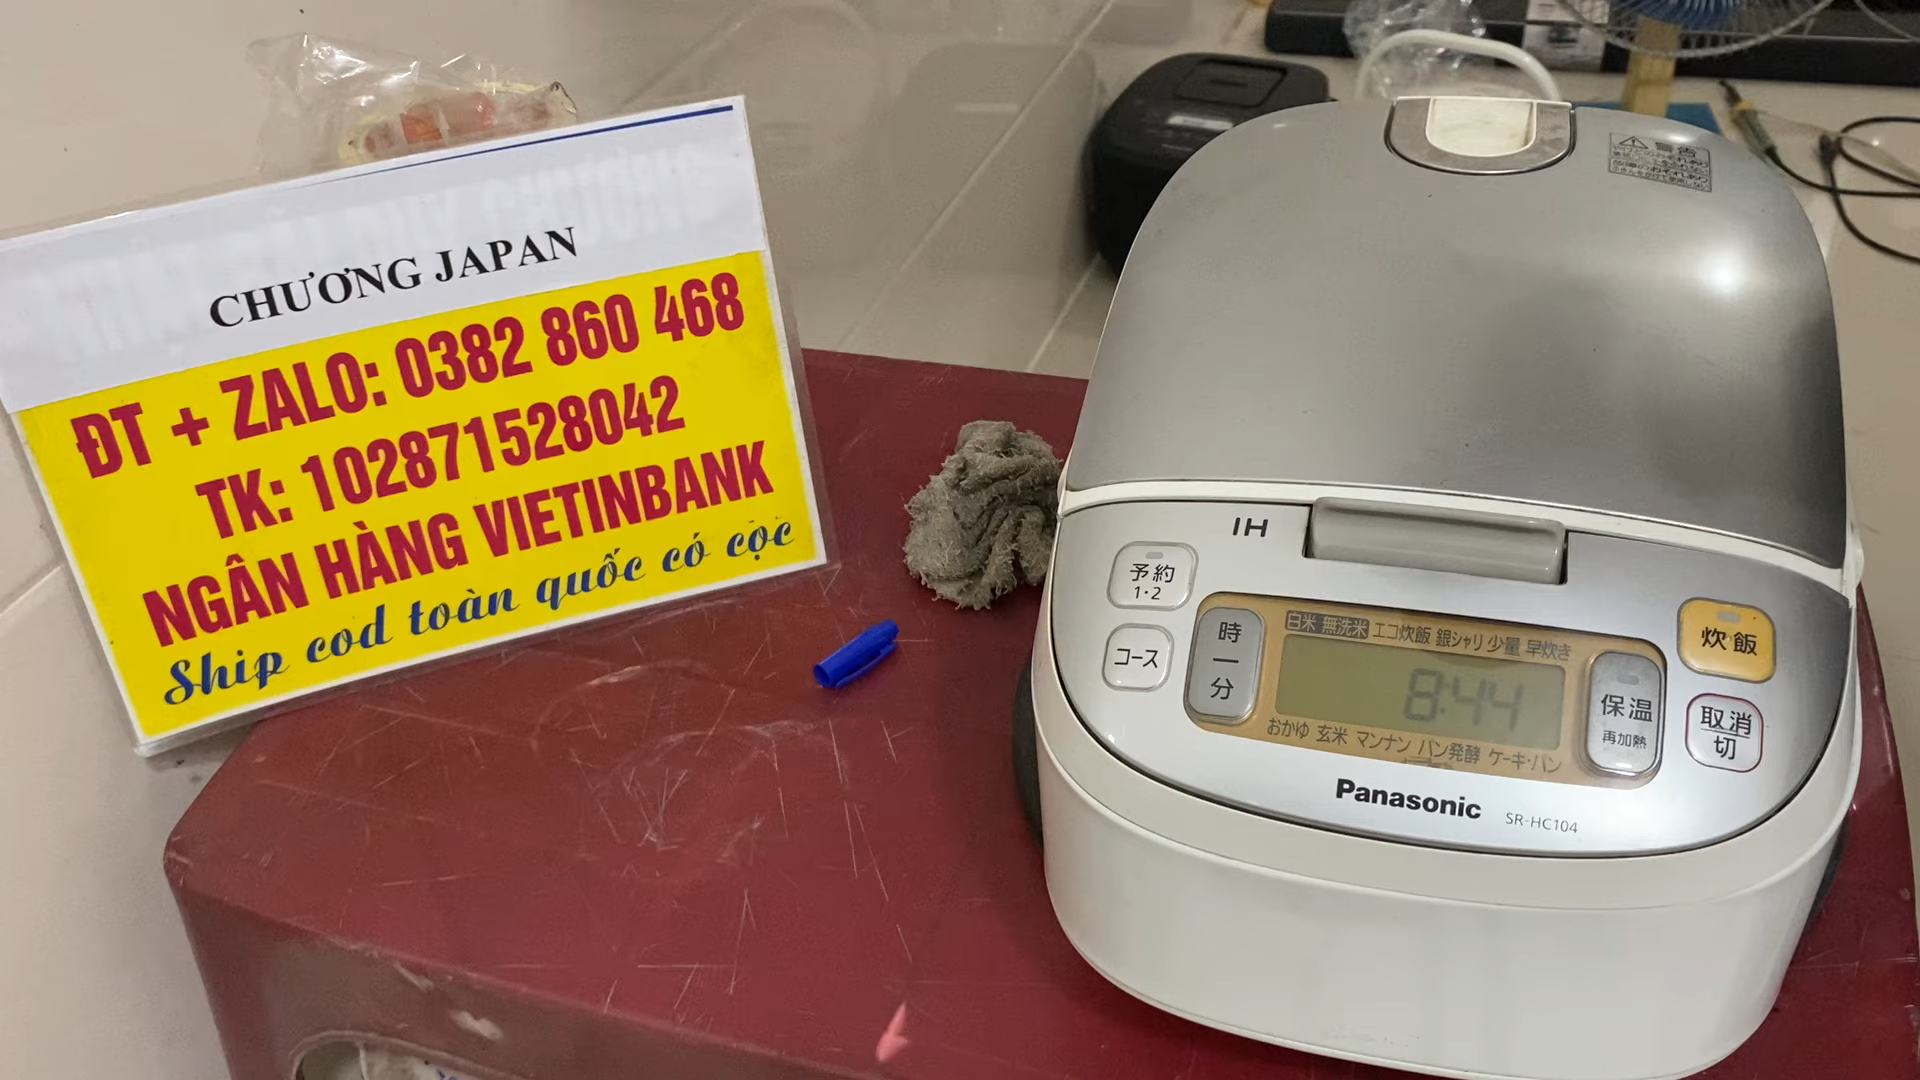 CHƯƠNG JAPAN
ĐT + ZALO: 0382 860 468
TK: 102871528042
NGÂN HÀNG VIETINBANK
Ship cod toàn quốc có cọc
警告
IH
予約
1・2
コース
時
分
白米 無洗米 エコ炊飯 銀シャリ 少量 早炊き
8:44
おかゆ 玄米 マンナン パン発酵 ケーキ・パン
保温
再加熱
炊飯
取消
切
Panasonic
SR-HC104